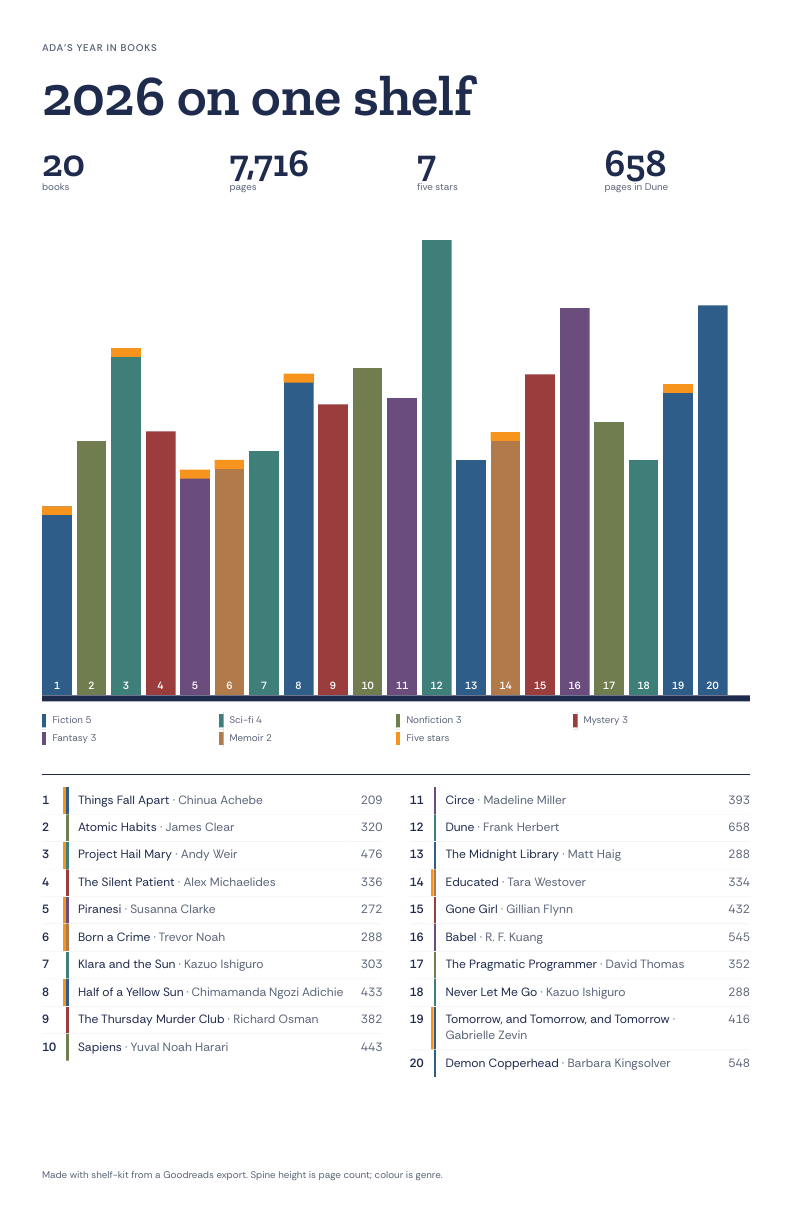 ADA'S YEAR IN BOOKS
2026 on one shelf
20 7,716 7 658
books pages five stars pages in Dune
1 2 3 4 5 6 7 8 9 10 11 12 13 14 15 16 17 18 19 20
Fiction 5 Sci-fi 4 Nonfiction 3 Mystery 3
Fantasy 3 Memoir 2 Five stars
1 Things Fall Apart · Chinua Achebe 209
2 Atomic Habits · James Clear 320
3 Project Hail Mary · Andy Weir 476
4 The Silent Patient · Alex Michaelides 336
5 Piranesi · Susanna Clarke 272
6 Born a Crime · Trevor Noah 288
7 Klara and the Sun · Kazuo Ishiguro 303
8 Half of a Yellow Sun · Chimamanda Ngozi Adichie 433
9 The Thursday Murder Club · Richard Osman 382
10 Sapiens · Yuval Noah Harari 443
11 Circe · Madeline Miller 393
12 Dune · Frank Herbert 658
13 The Midnight Library · Matt Haig 288
14 Educated · Tara Westover 334
15 Gone Girl · Gillian Flynn 432
16 Babel · R. F. Kuang 545
17 The Pragmatic Programmer · David Thomas 352
18 Never Let Me Go · Kazuo Ishiguro 288
19 Tomorrow, and Tomorrow, and Tomorrow · 416
Gabrielle Zevin
20 Demon Copperhead · Barbara Kingsolver 548
Made with shelf-kit from a Goodreads export. Spine height is page count; colour is genre.